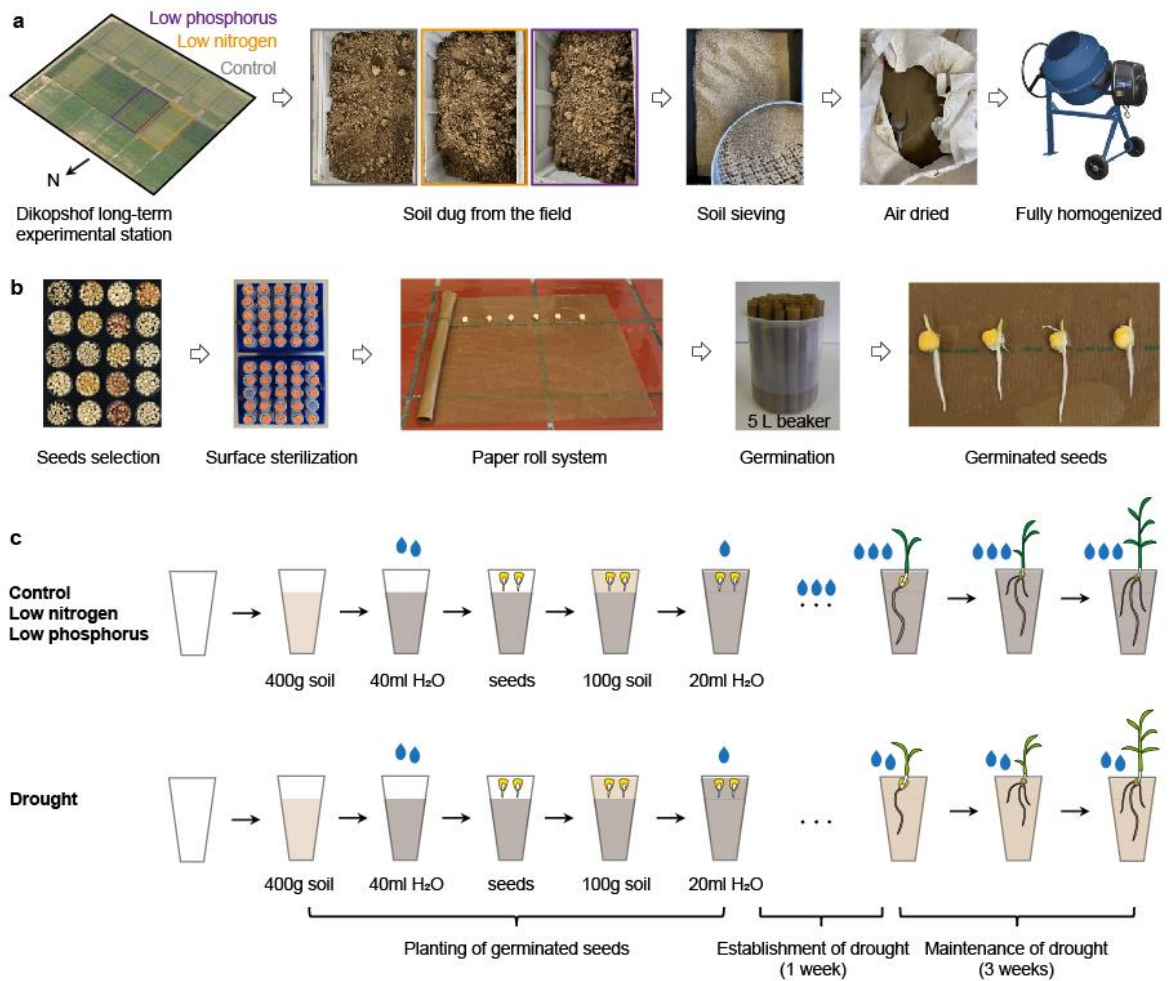 a
Low phosphorus
Low nitrogen
Control
N
Dikopshof long-term
experimental station
Soil dug from the field
Soil sieving
Air dried
Fully homogenized
b
5 L beaker
Seeds selection
Surface sterilization
Paper roll system
Germination
Germinated seeds
c
Control
Low nitrogen
Low phosphorus
...
400g soil
40ml H₂O
seeds
100g soil
20ml H₂O
Drought
...
400g soil
40ml H₂O
seeds
100g soil
20ml H₂O
Planting of germinated seeds
Establishment of drought
(1 week)
Maintenance of drought
(3 weeks)